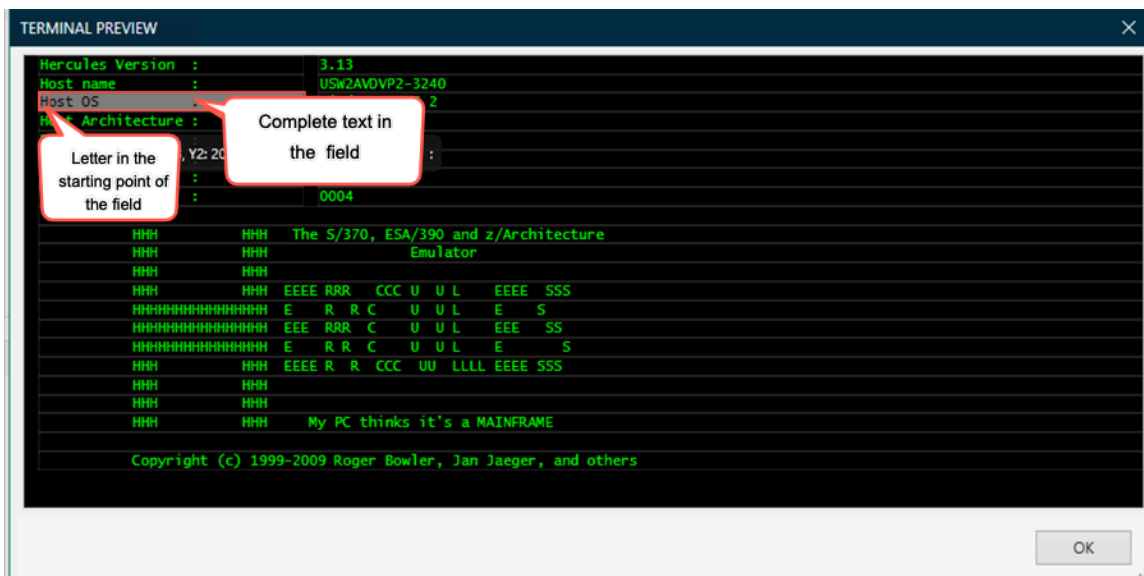 TERMINAL PREVIEW
Hercules Version : 3.13
Host name : USW2AVDVP2-3240
Host OS : 2
Host Architecture :
Complete text in
the field
, Y2: 20 :
Letter in the
starting point of
the field
:
: 0004
HHH HHH The S/370, ESA/390 and z/Architecture
HHH HHH Emulator
HHH HHH
HHH HHH EEEE RRR CCC U U L EEEE SSS
HHHHHHHHHHHHHHHHH E R R C U U L E S
HHHHHHHHHHHHHHHHH EEE RRR C U U L EEE SS
HHHHHHHHHHHHHHHHH E R R C U U L E S
HHH HHH EEEE R R CCC UU LLLL EEEE SSS
HHH HHH
HHH HHH
HHH HHH My PC thinks it's a MAINFRAME
Copyright (c) 1999-2009 Roger Bowler, Jan Jaeger, and others
OK